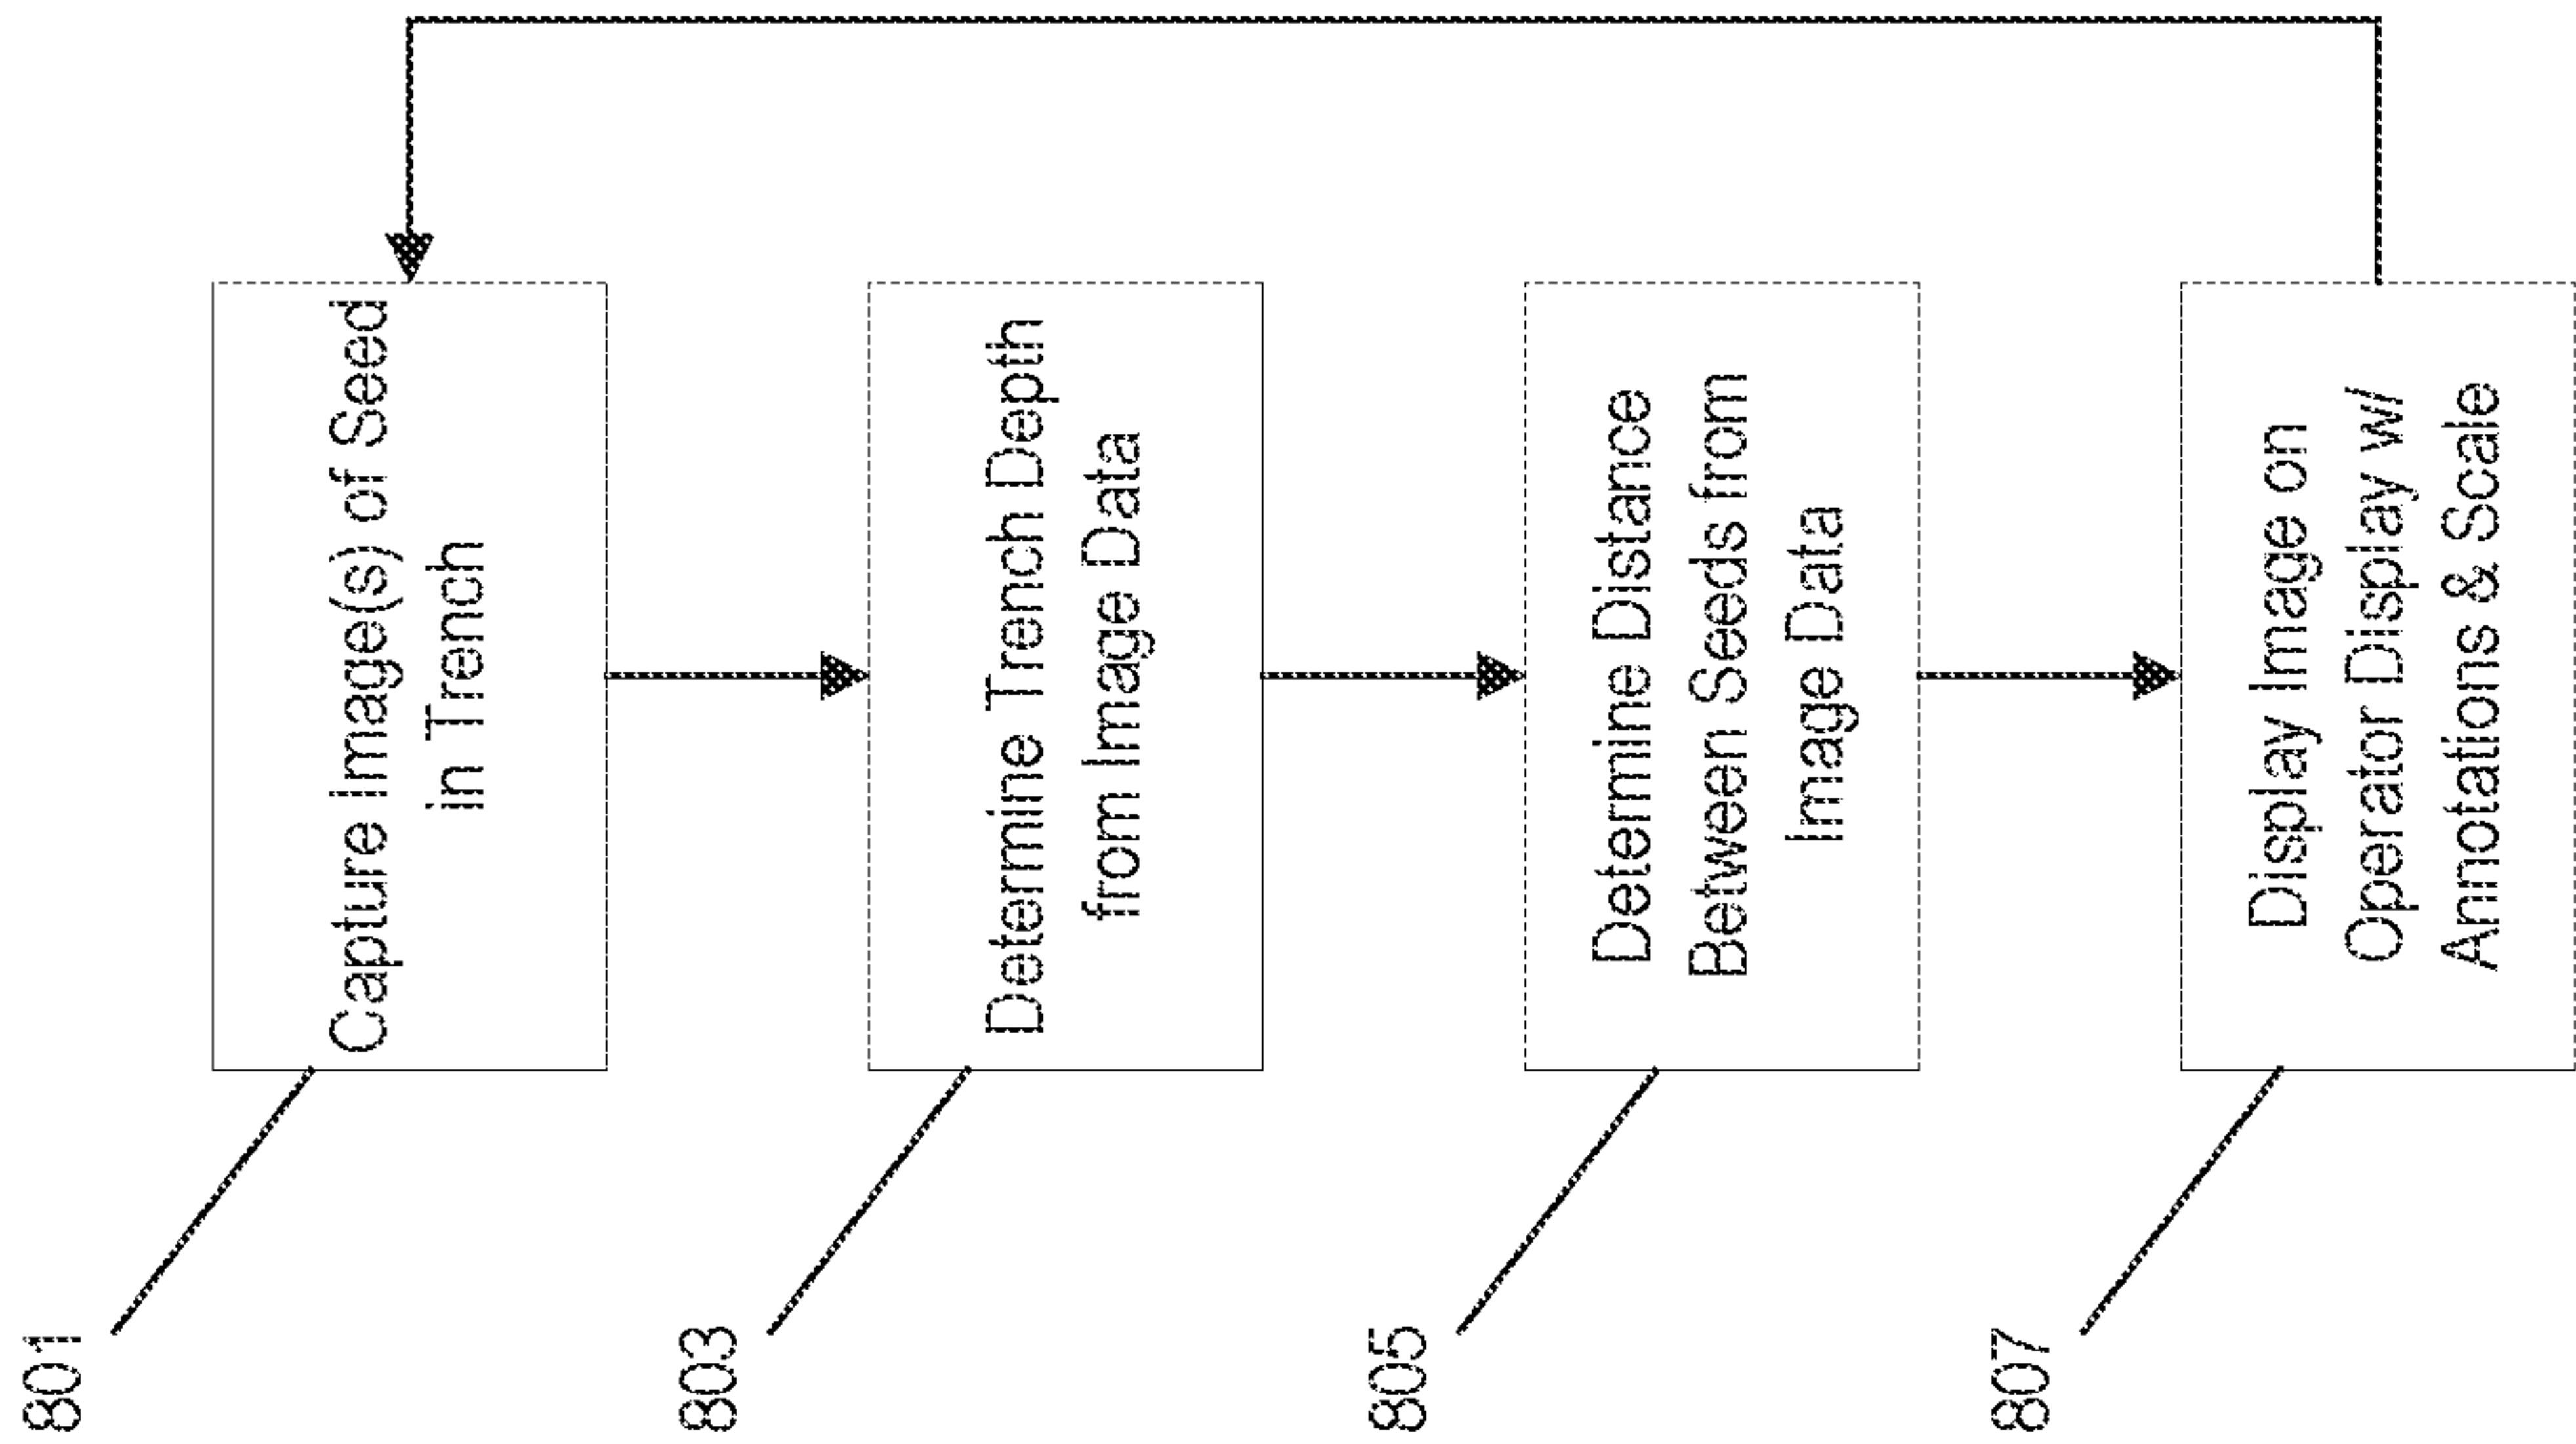 801
Capture Image(s) of Seed
in Trench
803
Determine Trench Depth
from Image Data
805
Determine Distance
Between Seeds from
Image Data
807
Display Image on
Operator Display w/
Annotations & Scale